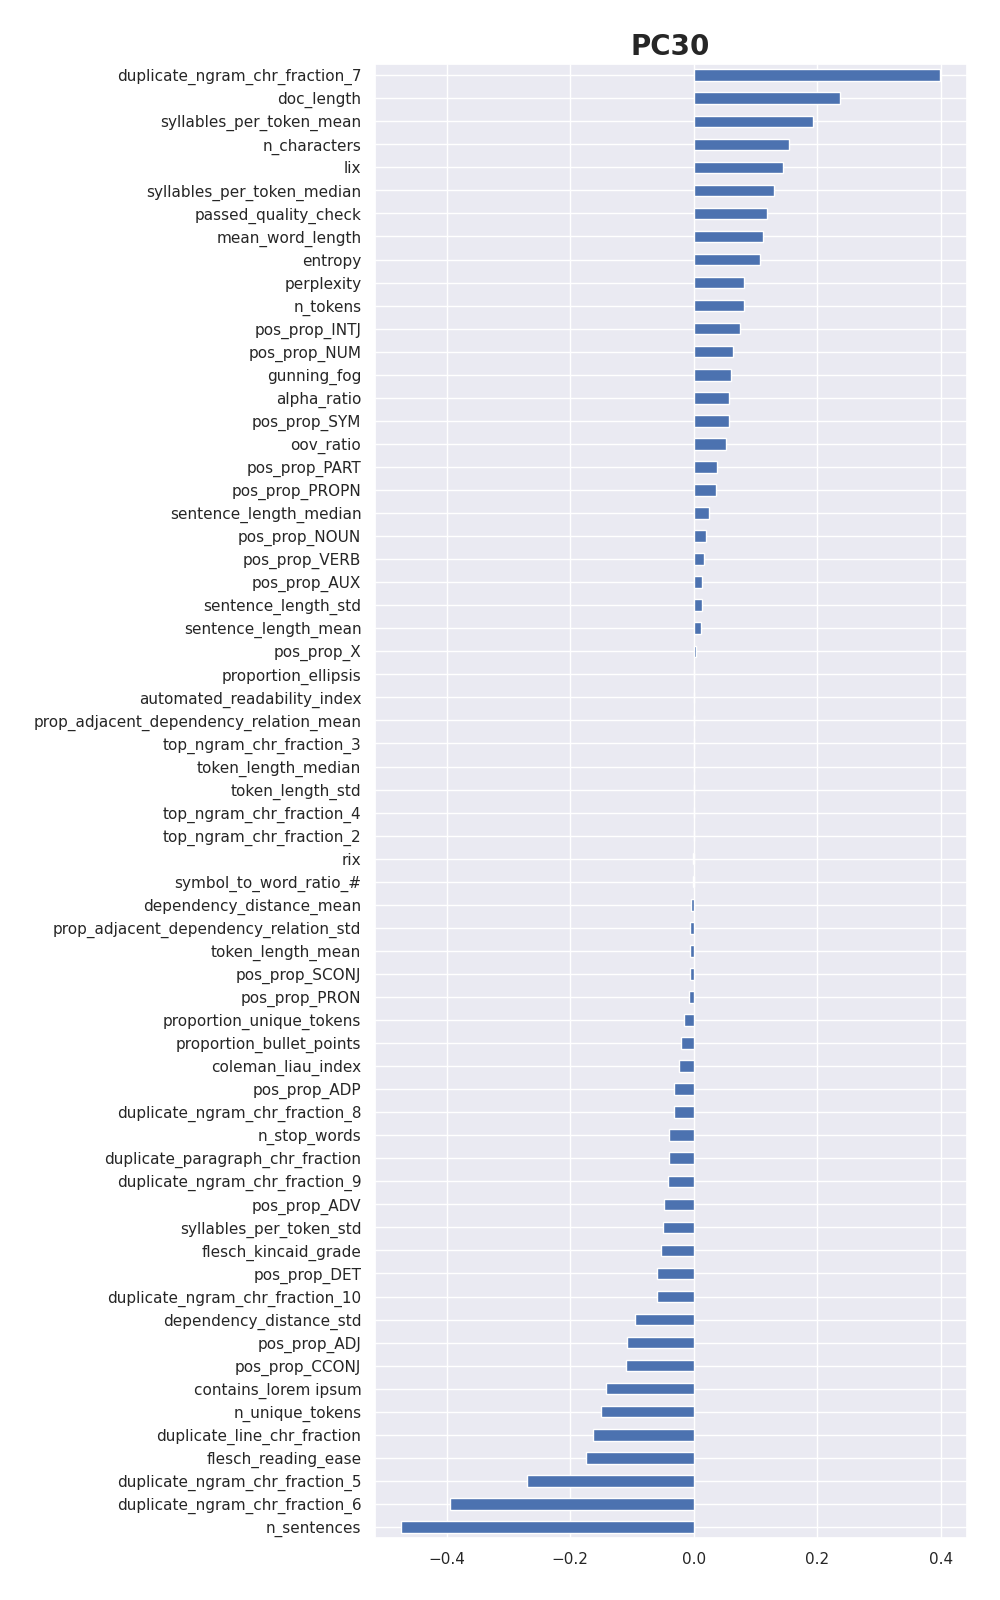 PC30
duplicate_ngram_chr_fraction_7
doc_length
syllables_per_token_mean
n_characters
lix
syllables_per_token_median
passed_quality_check
mean_word_length
entropy
perplexity
n_tokens
pos_prop_INTJ
pos_prop_NUM
gunning_fog
alpha_ratio
pos_prop_SYM
oov_ratio
pos_prop_PART
pos_prop_PROPN
sentence_length_median
pos_prop_NOUN
pos_prop_VERB
pos_prop_AUX
sentence_length_std
sentence_length_mean
pos_prop_X
proportion_ellipsis
automated_readability_index
prop_adjacent_dependency_relation_mean
top_ngram_chr_fraction_3
token_length_median
token_length_std
top_ngram_chr_fraction_4
top_ngram_chr_fraction_2
rix
symbol_to_word_ratio_#
dependency_distance_mean
prop_adjacent_dependency_relation_std
token_length_mean
pos_prop_SCONJ
pos_prop_PRON
proportion_unique_tokens
proportion_bullet_points
coleman_liau_index
pos_prop_ADP
duplicate_ngram_chr_fraction_8
n_stop_words
duplicate_paragraph_chr_fraction
duplicate_ngram_chr_fraction_9
pos_prop_ADV
syllables_per_token_std
flesch_kincaid_grade
pos_prop_DET
duplicate_ngram_chr_fraction_10
dependency_distance_std
pos_prop_ADJ
pos_prop_CCONJ
contains_lorem ipsum
n_unique_tokens
duplicate_line_chr_fraction
flesch_reading_ease
duplicate_ngram_chr_fraction_5
duplicate_ngram_chr_fraction_6
n_sentences
−0.4 −0.2 0.0 0.2 0.4